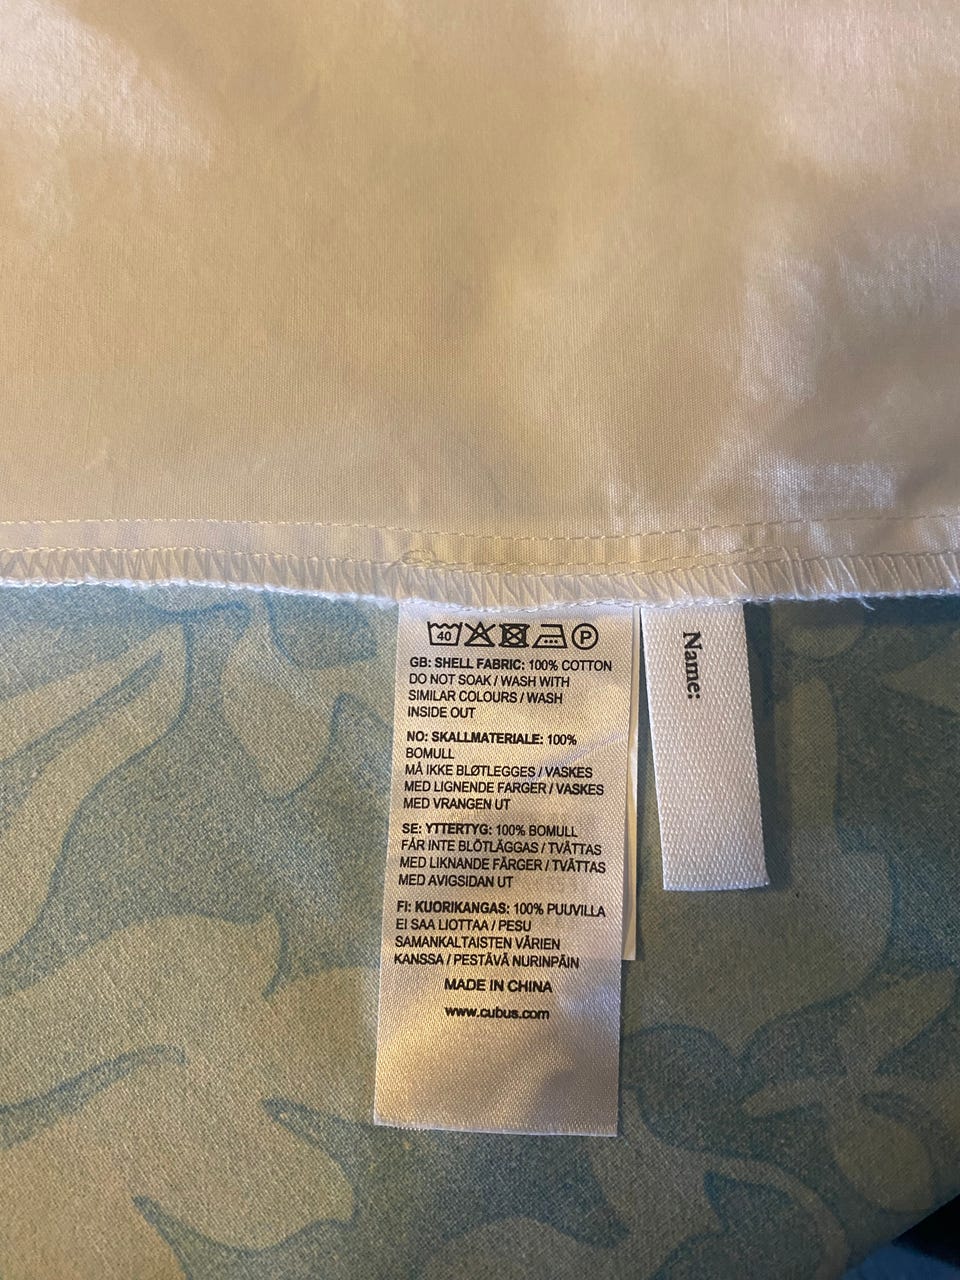 40 P
GB: SHELL FABRIC: 100% COTTON
DO NOT SOAK / WASH WITH
SIMILAR COLOURS / WASH
INSIDE OUT
NO: SKALLMATERIALE: 100%
BOMULL
MÅ IKKE BLØTLEGGES / VASKES
MED LIGNENDE FARGER / VASKES
MED VRANGEN UT
SE: YTTERTYG: 100% BOMULL
FÅR INTE BLÖTLÄGGAS / TVÄTTAS
MED LIKNANDE FÄRGER / TVÄTTAS
MED AVIGSIDAN UT
FI: KUORIKANGAS: 100% PUUVILLA
EI SAA LIOTTAA / PESU
SAMANKALTAISTEN VÄRIEN
KANSSA / PESTÄVÄ NURINPÄIN
MADE IN CHINA
www.cubus.com
Name: